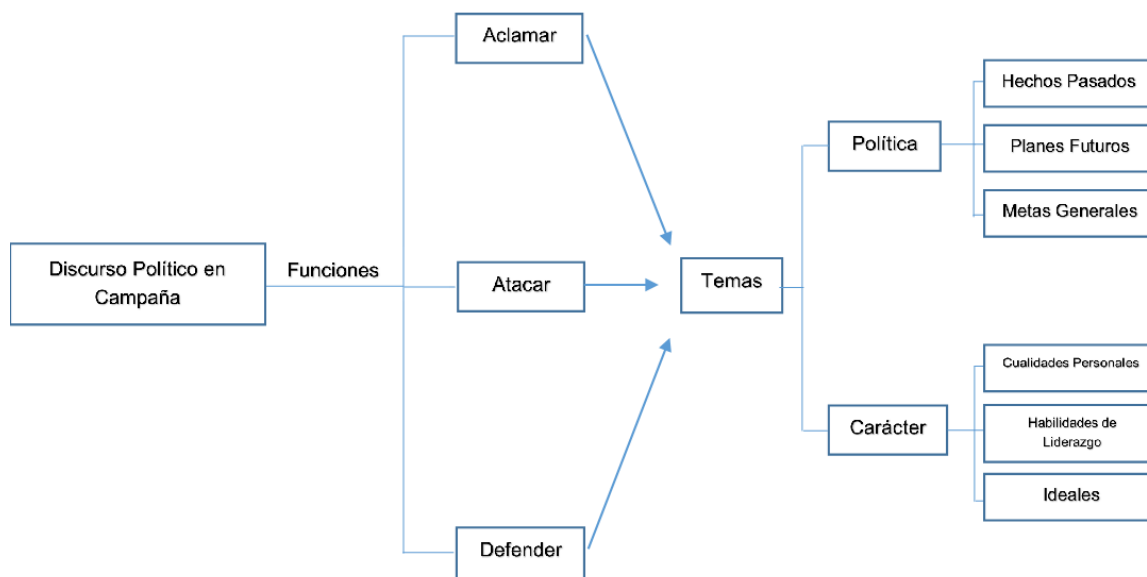 Discurso Político en
Campaña
Funciones
Aclamar
Atacar
Defender
Temas
Política
Hechos Pasados
Planes Futuros
Metas Generales
Carácter
Cualidades Personales
Habilidades de
Liderazgo
Ideales